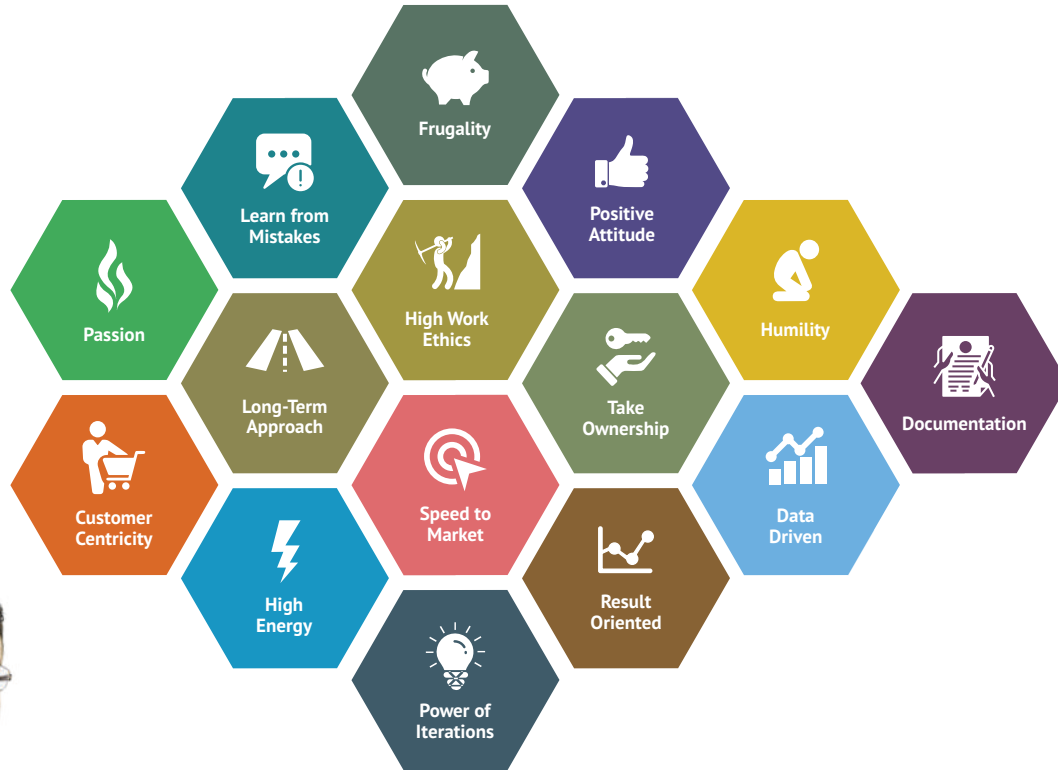 Frugality
Learn from
Mistakes
Positive
Attitude
Passion
High Work
Ethics
Humility
Long-Term
Approach
Take
Ownership
Documentation
Customer
Centricity
Speed to
Market
Data
Driven
High
Energy
Result
Oriented
Power of
Iterations